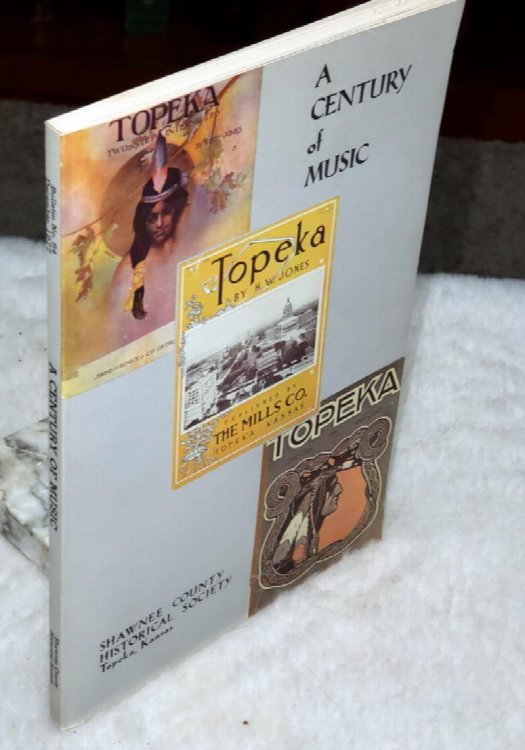 A
CENTURY
of
MUSIC
TOPEKA
Topeka
BY H.W. JONES
PUBLISHED BY
THE MILLS CO.
TOPEKA KANSAS
TOPEKA
SHAWNEE COUNTY
HISTORICAL SOCIETY
Topeka, Kansas
A CENTURY OF MUSIC